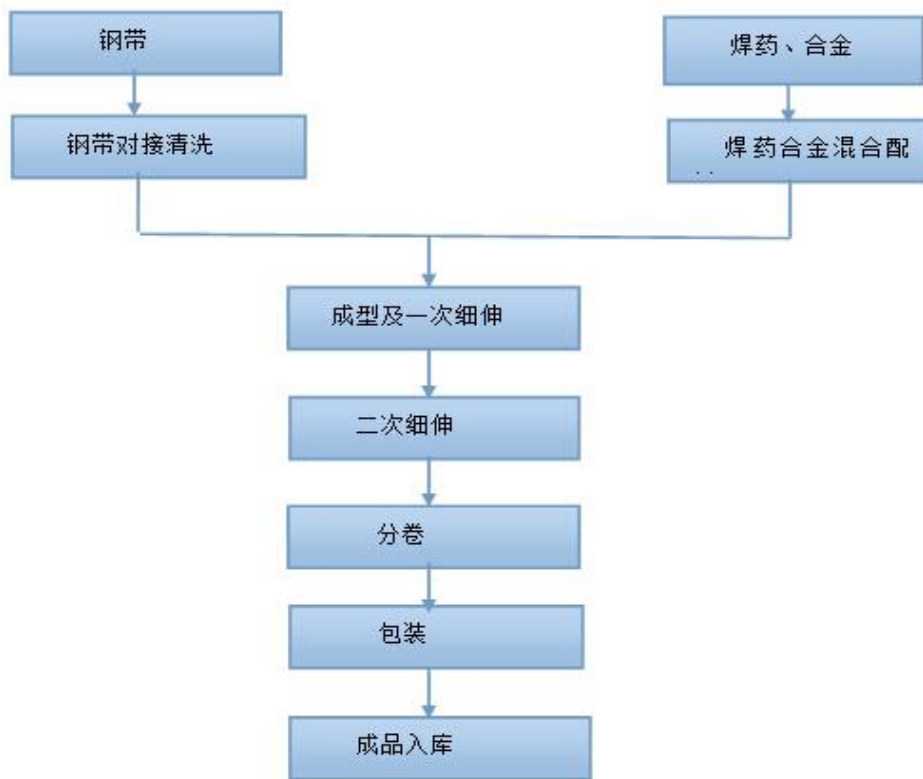 钢带
焊药、合金
钢带对接清洗
焊药合金混合配
成型及一次细伸
二次细伸
分卷
包装
成品入库